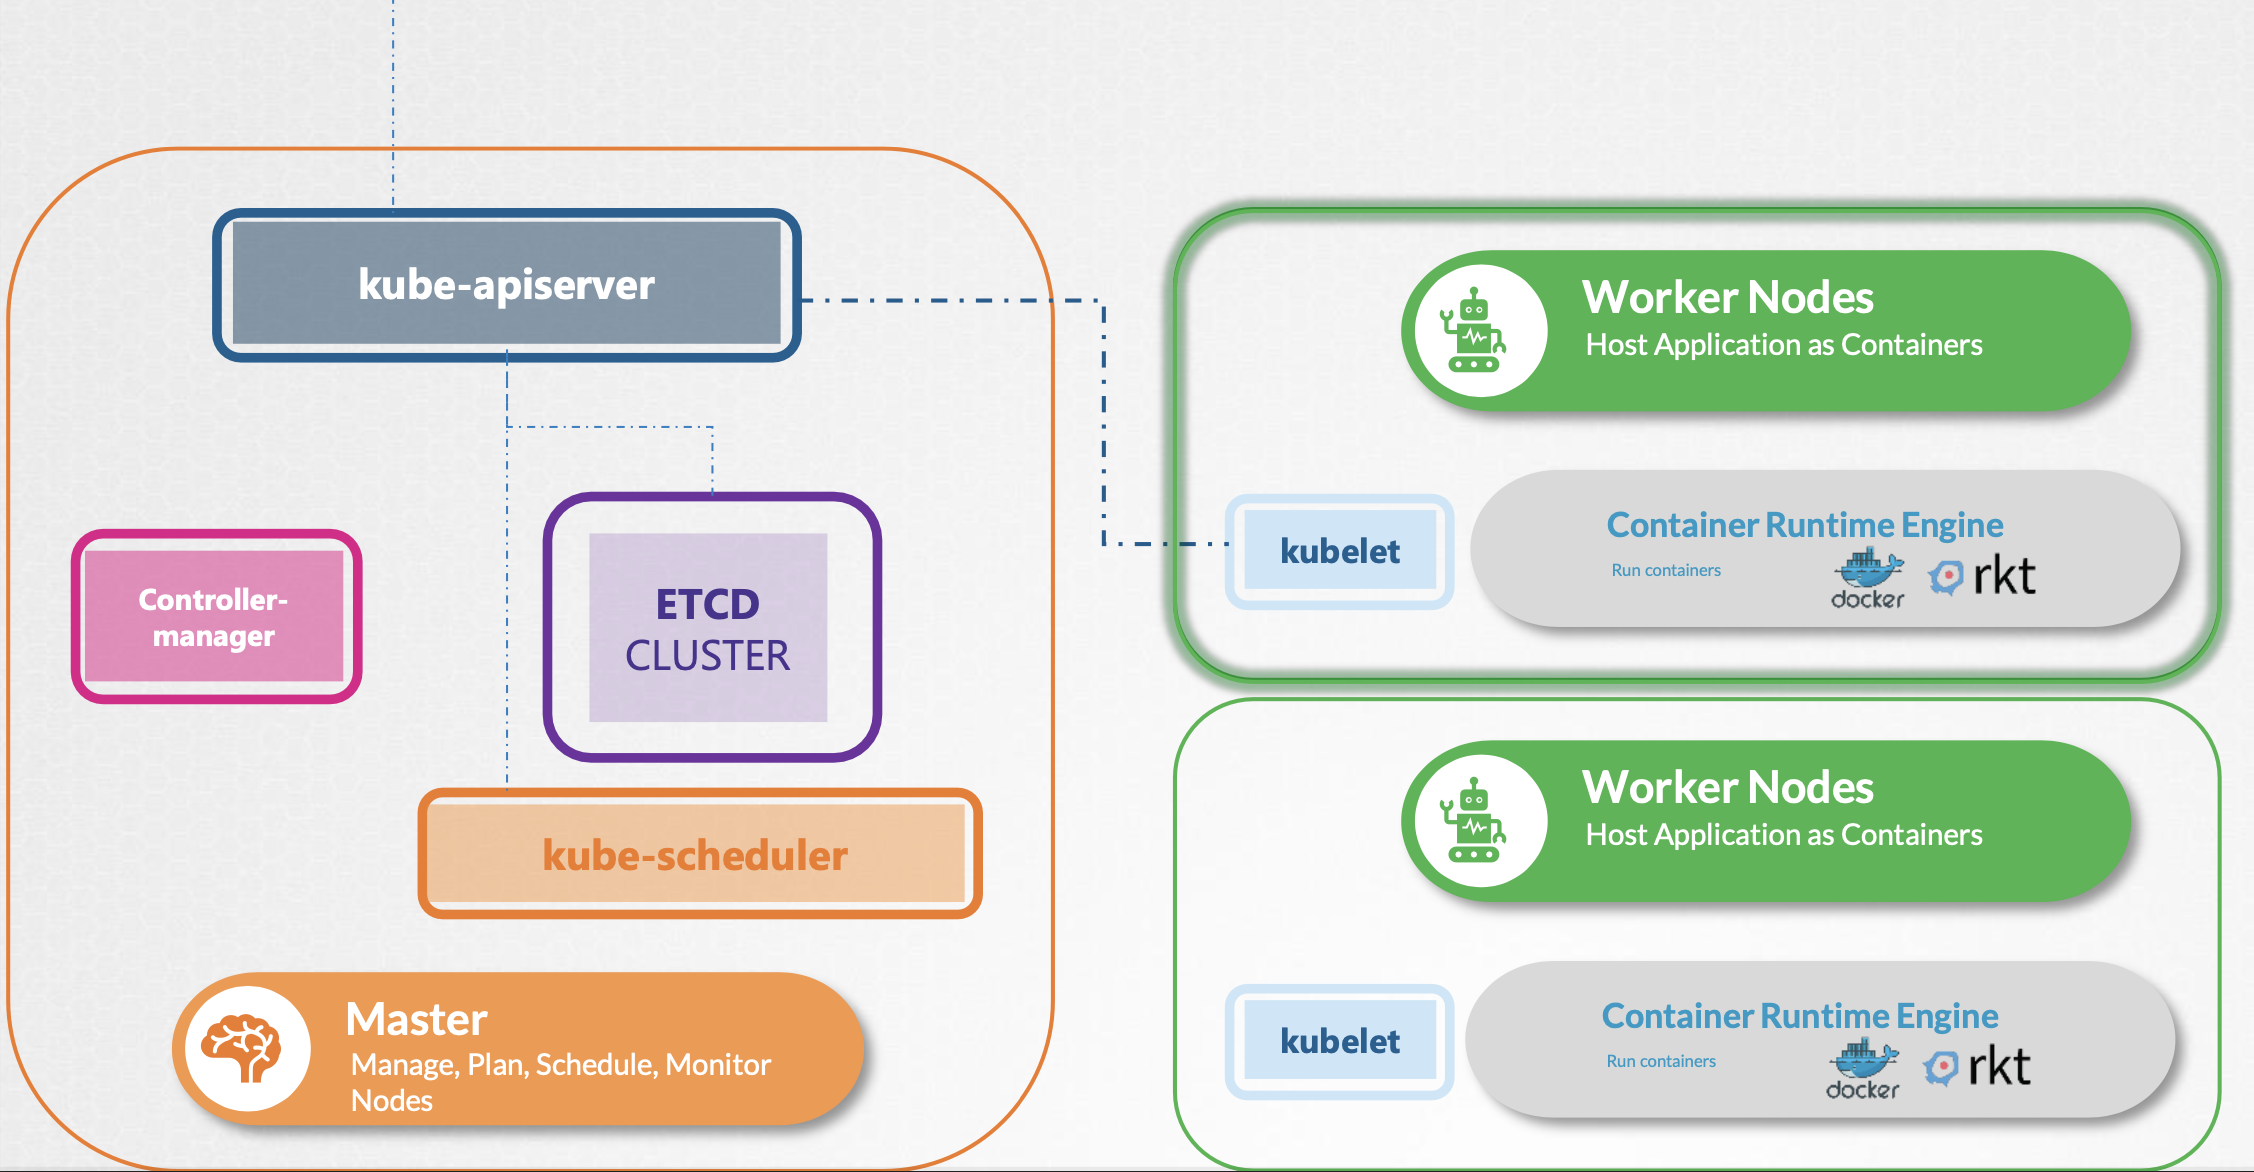 kube-apiserver
Controller-
manager
ETCD
CLUSTER
kube-scheduler
Master
Manage, Plan, Schedule, Monitor
Nodes
Worker Nodes
Host Application as Containers
kubelet
Container Runtime Engine
Run containers
docker
rkt
Worker Nodes
Host Application as Containers
kubelet
Container Runtime Engine
Run containers
docker
rkt